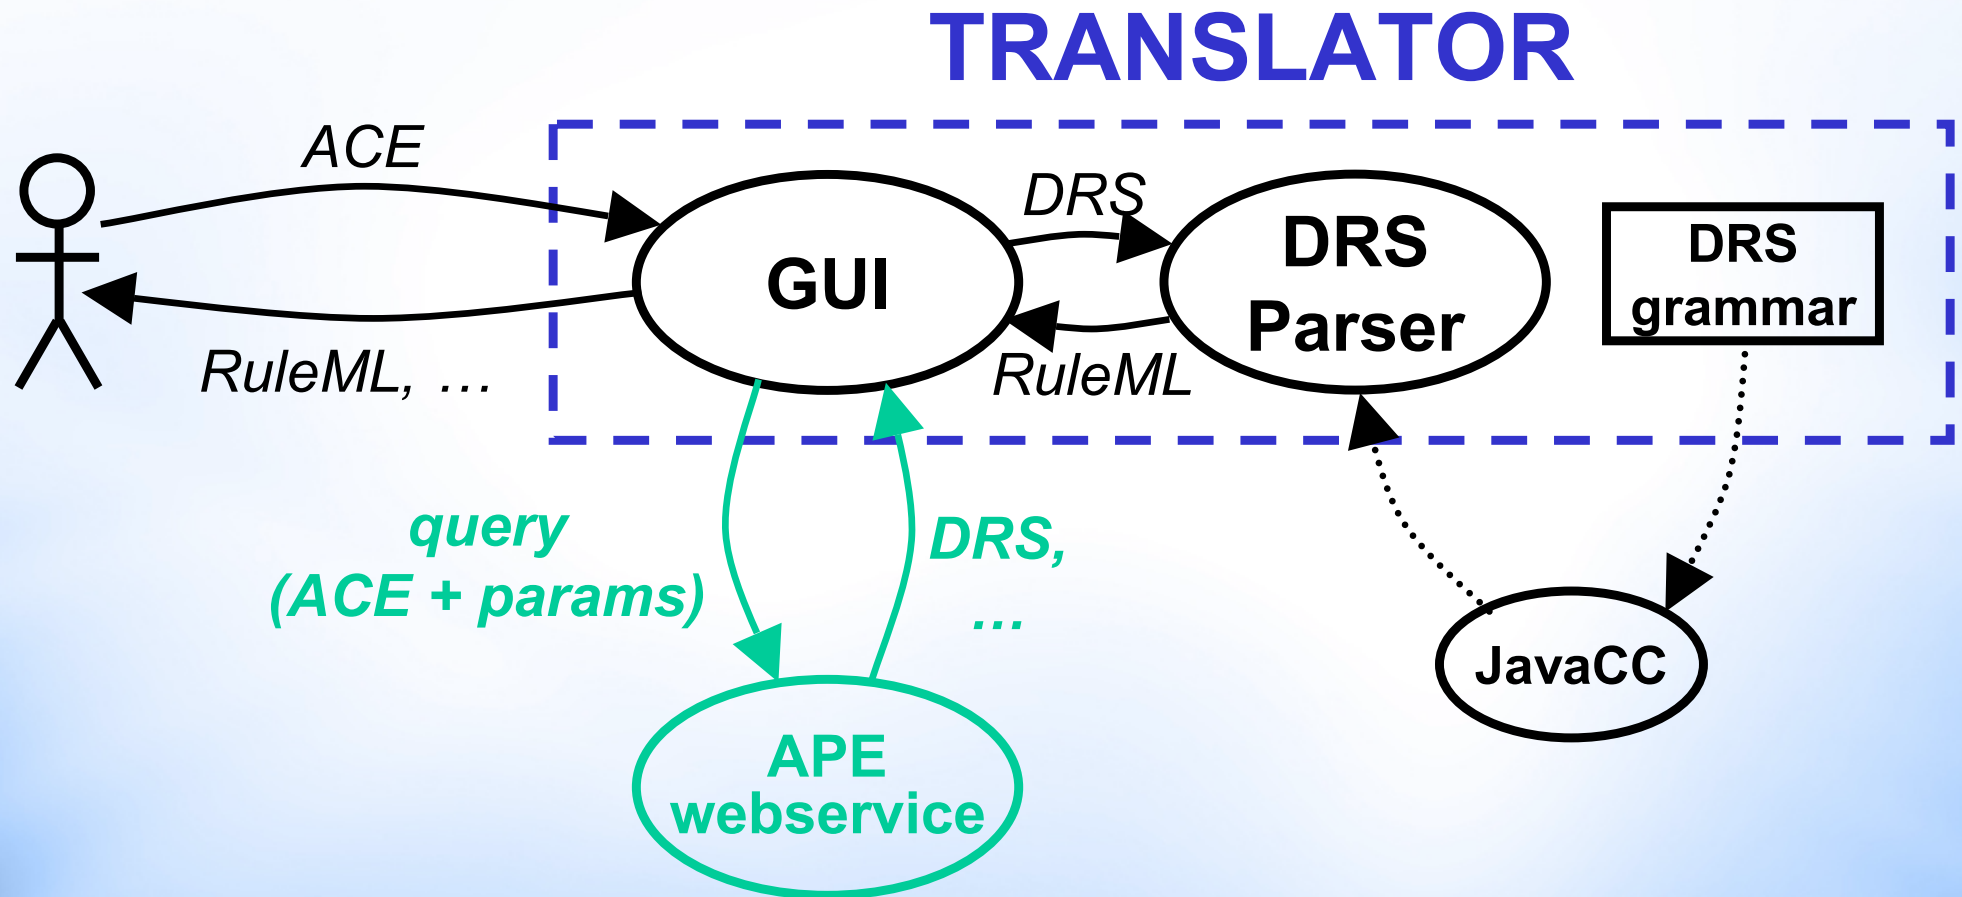 TRANSLATOR
ACE
DRS
GUI
DRS
Parser
DRS
grammar
RuleML, …
RuleML
query
(ACE + params)
DRS,
…
JavaCC
APE
webservice